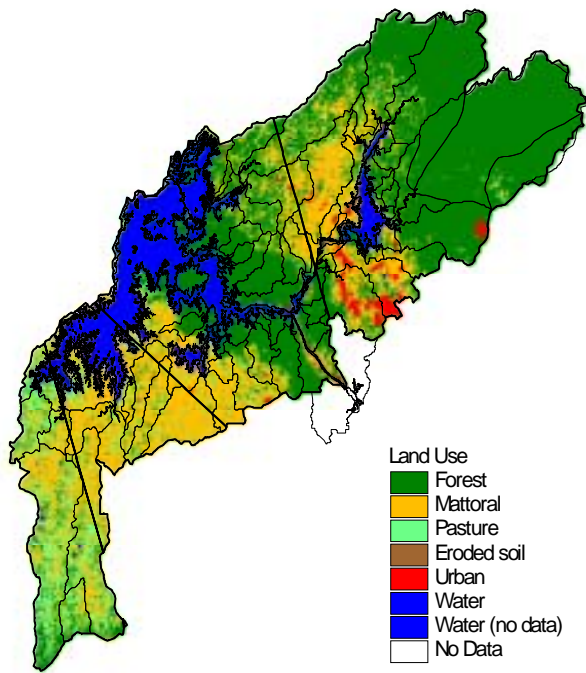 Land Use
Forest
Mattoral
Pasture
Eroded soil
Urban
Water
Water (no data)
No Data